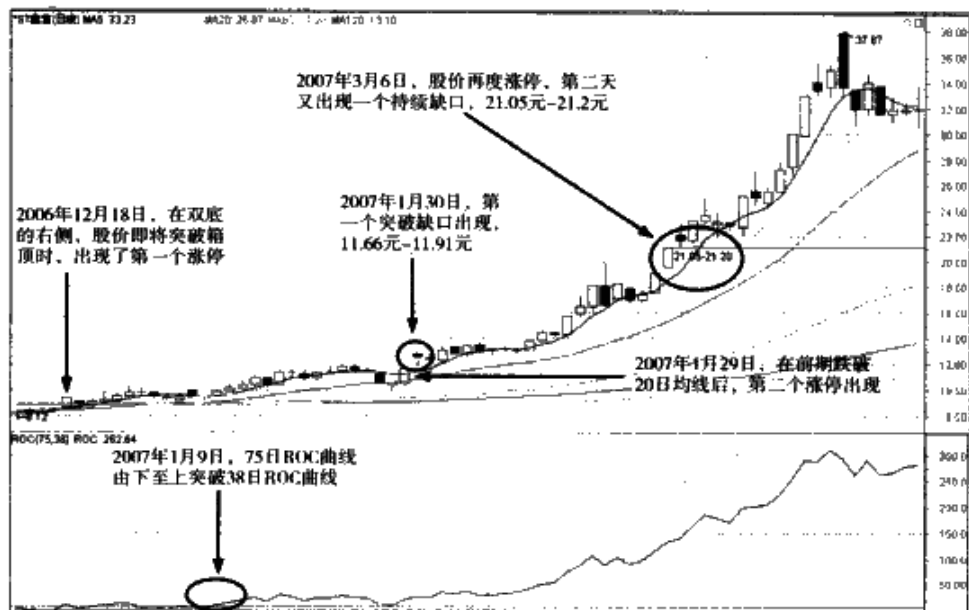 MA5 33.23
2007年3月6日，股价再度涨停、第二天
又出现一个持续缺口，21.05元-21.2元
37.87
2007年1月30日，第
一个突破缺口出现，
11.66元-11.91元
2006年12月18日，在双底
的右侧，股价即将突破箱
顶时，出现了第一个涨停
21.05-21.20
2007年1月29日，在前期跌破
20日均线后，第二个涨停出现
ROC(75,38) ROC 262.64
2007年1月9日，75日ROC曲线
由下至上突破38日ROC曲线